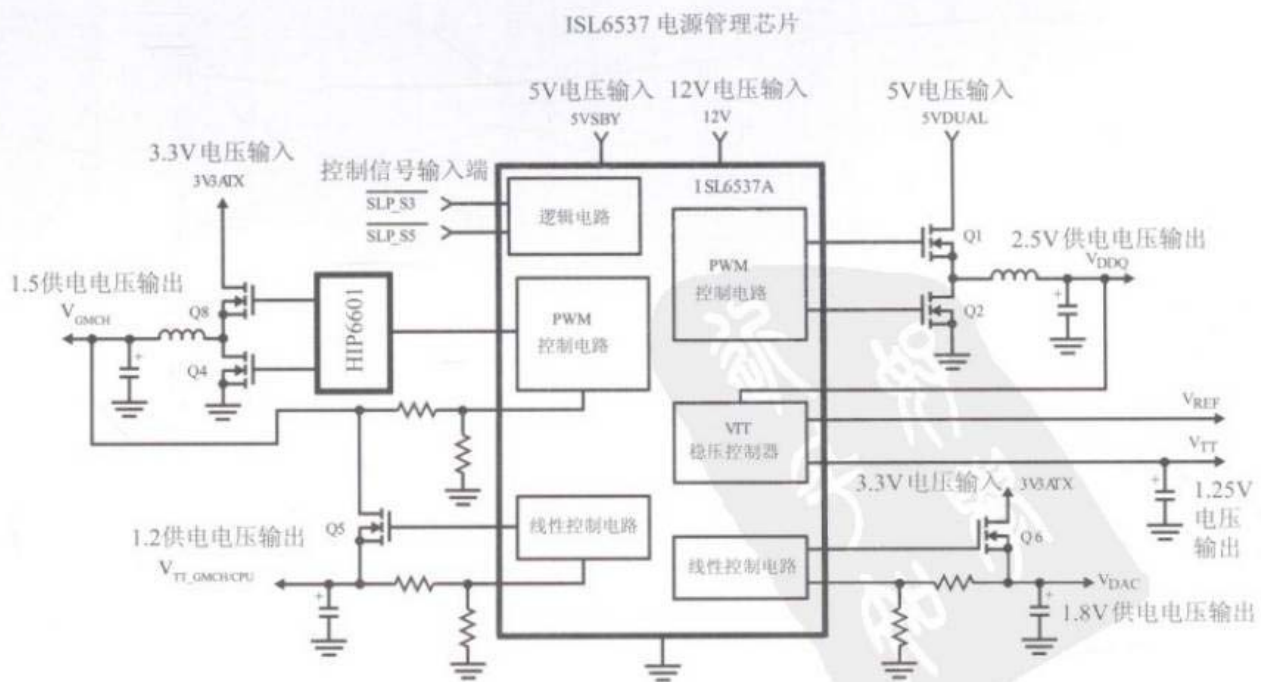 ISL6537 电源管理芯片
5V电压输入
5VSBY
12V电压输入
12V
5V电压输入
5VDUAL
3.3V电压输入
3V3ATX
控制信号输入端
SLP_S3
SLP_S5
逻辑电路
ISL6537A
PWM
控制电路
Q1
Q2
2.5V供电电压输出
VDDQ
1.5供电电压输出
VGMCH
Q8
Q4
HIP6601
PWM
控制电路
VTT
稳压控制器
VREF
VTT
1.25V
电压
输出
3.3V电压输入
3V3ATX
Q6
Q5
1.2供电电压输出
VTT_GMCH/CPU
线性控制电路
线性控制电路
VDAC
1.8V供电电压输出